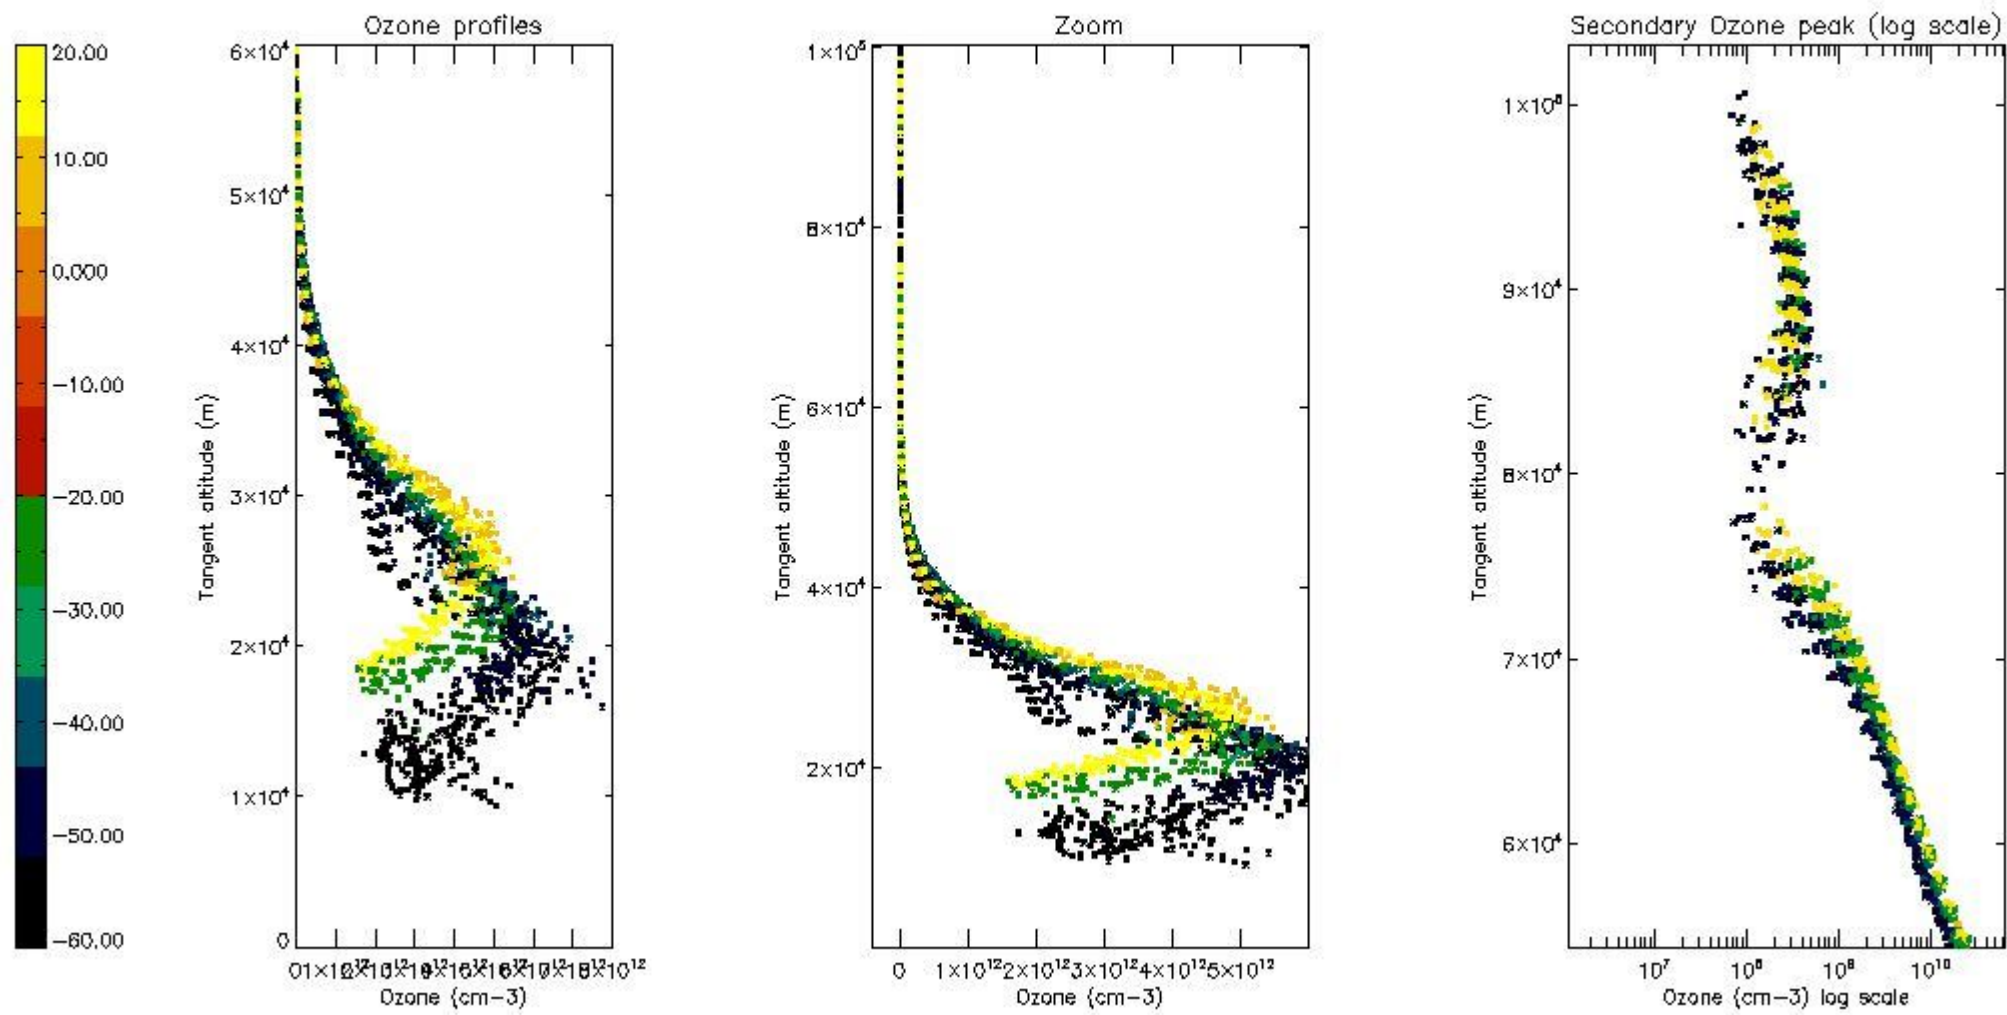 Ozone profiles
Zoom
Secondary Ozone peak (log scale)
20.00
10.00
0.000
−10.00
−20.00
−30.00
−40.00
−50.00
−60.00
6×10⁴
5×10⁴
4×10⁴
3×10⁴
2×10⁴
1×10⁴
0
Tangent altitude (m)
Ozone (cm−3)
1×10⁵
8×10⁴
6×10⁴
4×10⁴
2×10⁴
Tangent altitude (m)
0 1×10¹² 2×10¹² 3×10¹² 4×10¹² 5×10¹²
Ozone (cm−3)
9×10⁴
8×10⁴
7×10⁴
6×10⁴
Tangent altitude (m)
10⁷ 10⁸ 10⁹ 10¹⁰
Ozone (cm−3) log scale